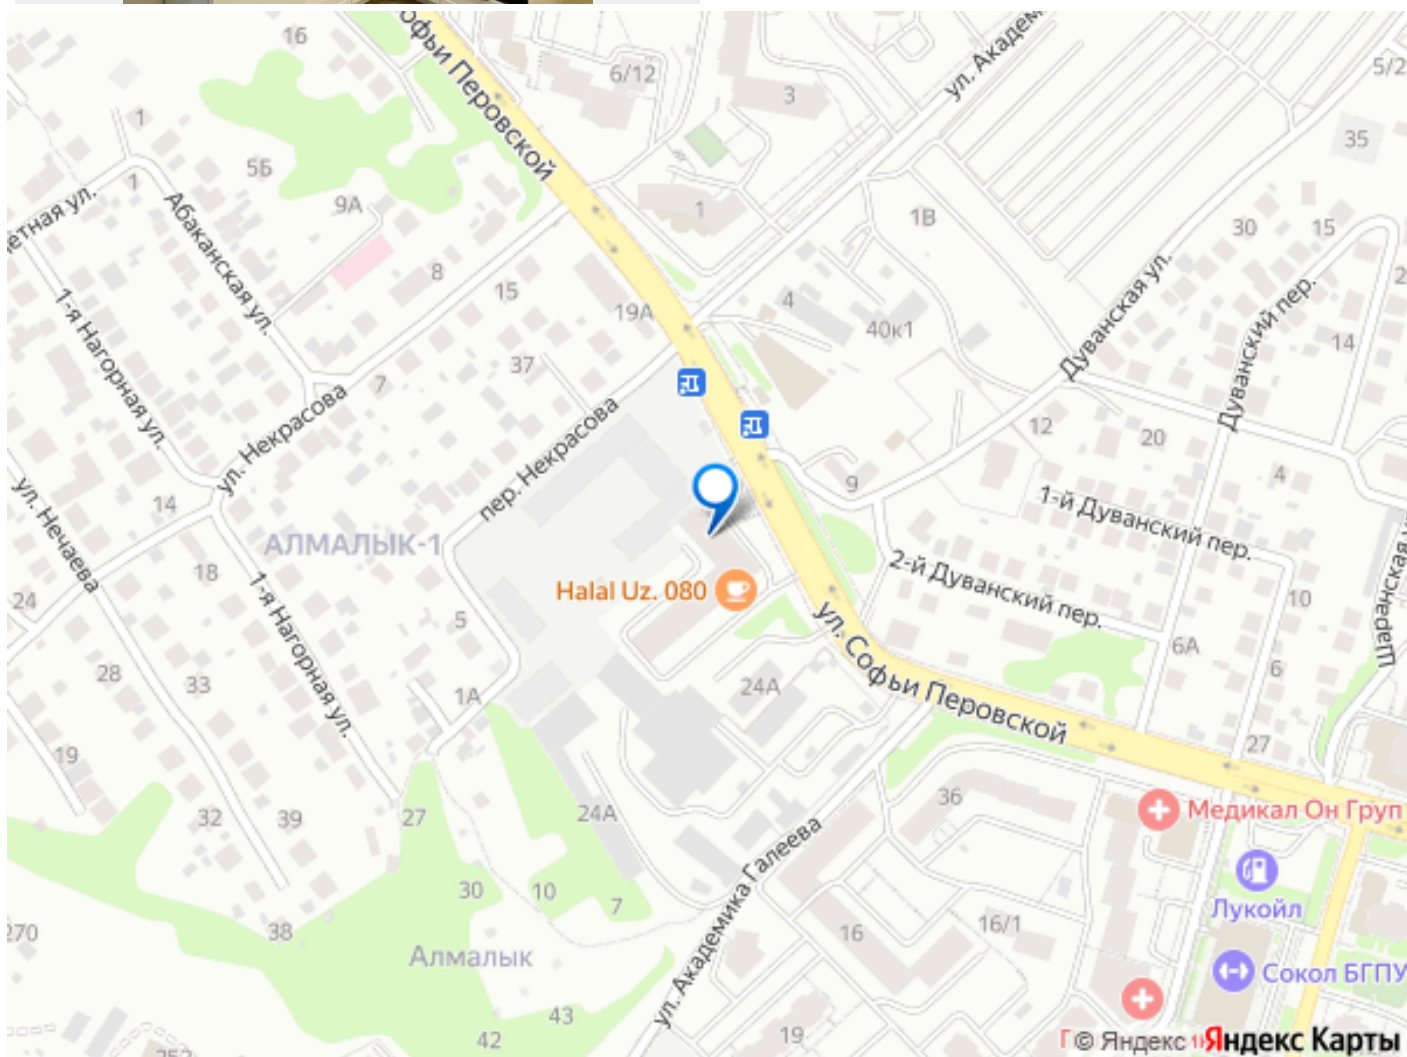 16
Софьи Перовской
6/12
3
ул. Академ
5/2
35
1
5Б
1
етная ул.
Абаканская ул.
9А
1
1В
30
15
8
15
2
1-я Нагорная ул.
19А
4
40к1
Дуванская ул.
Дуванский пер.
14
37
7
ул. Некрасова
пер. Некрасова
12
20
4
9
14
ул. Нечаева
АЛМАЛЫК-1
1-й Дуванский пер.
18
2-й Дуванский пер.
24
Halal Uz. 080
10
5
1-я Нагорная ул.
ул. Софьи Перовской
6А
6
28
33
1А
24А
27
19
32
39
27
24А
36
Медикал Он Груп
ул. Академика Галеева
30
10
7
Лукойл
270
38
16
16/1
Алмалык
Сокол БГПУ
43
42
19
© Яндекс Яндекс Карты